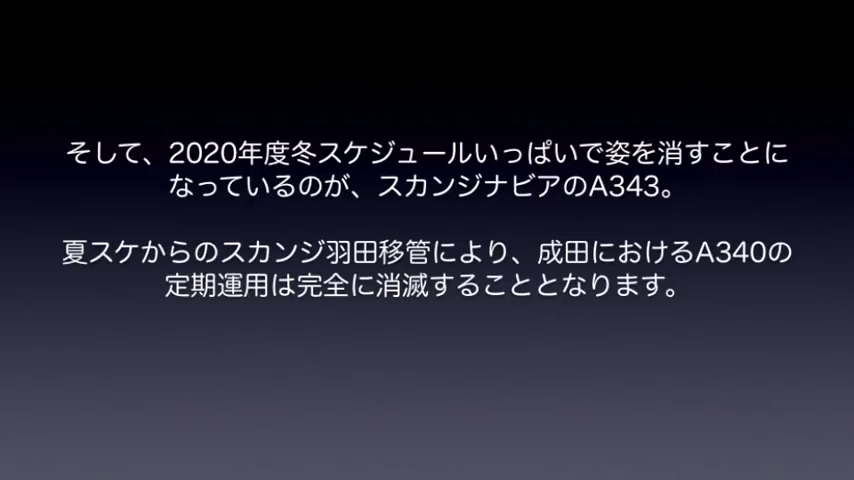 そして、2020年度冬スケジュールいっぱいで姿を消すことに
なっているのが、スカンジナビアのA343。
夏スケからのスカンジ羽田移管により、成田におけるA340の
定期運用は完全に消滅することとなります。